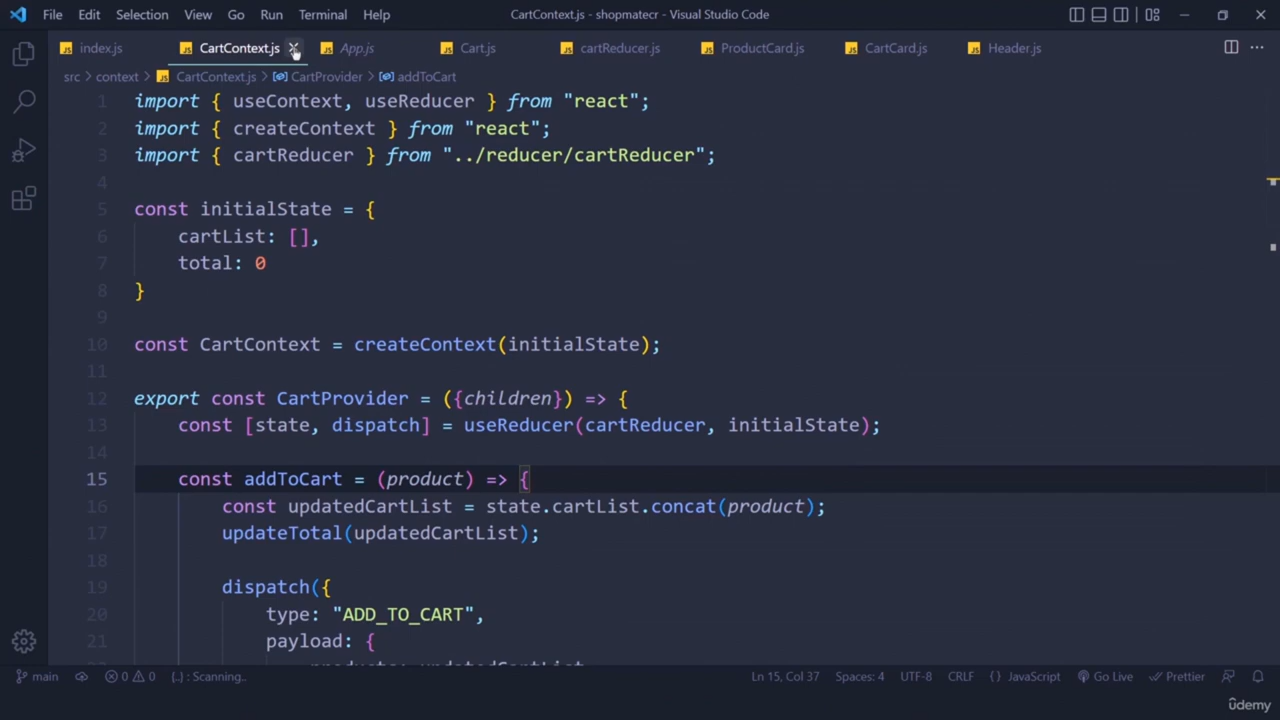 File Edit Selection View Go Run Terminal Help CartContext.js - shopmatecr - Visual Studio Code
index.js CartContext.js App.js Cart.js cartReducer.js ProductCard.js CartCard.js Header.js
src > context > CartContext.js > CartProvider > addToCart
1 import { useContext, useReducer } from "react";
2 import { createContext } from "react";
3 import { cartReducer } from "../reducer/cartReducer";
4
5 const initialState = {
6 cartList: [],
7 total: 0
8 }
9
10 const CartContext = createContext(initialState);
11
12 export const CartProvider = ({children}) => {
13 const [state, dispatch] = useReducer(cartReducer, initialState);
14
15 const addToCart = (product) => {
16 const updatedCartList = state.cartList.concat(product);
17 updateTotal(updatedCartList);
18
19 dispatch({
20 type: "ADD_TO_CART",
21 payload: {
main 0 0 {..} : Scanning.. Ln 15, Col 37 Spaces: 4 UTF-8 CRLF {} JavaScript Go Live Prettier
ûdemy